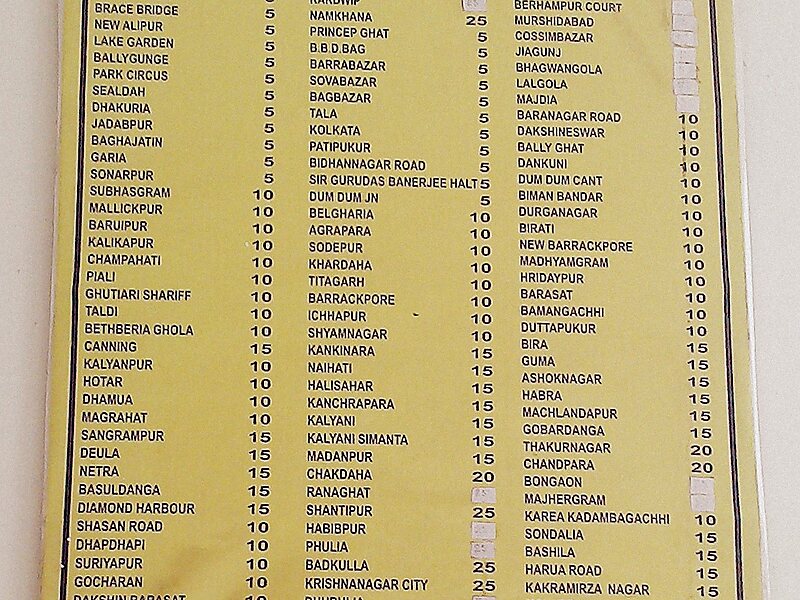 BRACE BRIDGE 5
NEW ALIPUR 5
LAKE GARDEN 5
BALLYGUNGE 5
PARK CIRCUS 5
SEALDAH 5
DHAKURIA 5
JADABPUR 5
BAGHAJATIN 5
GARIA 5
SONARPUR 5
SUBHASGRAM 10
MALLICKPUR 10
BARUIPUR 10
KALIKAPUR 10
CHAMPAHATI 10
PIALI 10
GHUTIARI SHARIFF 10
TALDI 10
BETHBERIA GHOLA 10
CANNING 15
KALYANPUR 10
HOTAR 10
DHAMUA 10
MAGRAHAT 10
SANGRAMPUR 15
DEULA 15
NETRA 15
BASULDANGA 15
DIAMOND HARBOUR 15
SHASAN ROAD 10
DHAPDHAPI 10
SURIYAPUR 10
GOCHARAN 10
DAKSHIN BARASAT 10
NAMKHANA 25
PRINCEP GHAT 5
B.B.D.BAG 5
BARRABAZAR 5
SOVABAZAR 5
BAGBAZAR 5
TALA 5
KOLKATA 5
PATIPUKUR 5
BIDHANNAGAR ROAD 5
SIR GURUDAS BANERJEE HALT 5
DUM DUM JN 5
BELGHARIA 10
AGRAPARA 10
SODEPUR 10
KHARDAHA 10
TITAGARH 10
BARRACKPORE 10
ICHHAPUR 10
SHYAMNAGAR 10
KANKINARA 15
NAIHATI 15
HALISAHAR 15
KANCHRAPARA 15
KALYANI 15
KALYANI SIMANTA 15
MADANPUR 15
CHAKDAHA 20
RANAGHAT
SHANTIPUR 25
HABIBPUR
PHULIA
BADKULLA 25
KRISHNANAGAR CITY 25
BERHAMPUR COURT
MURSHIDABAD
COSSIMBAZAR
JIAGUNJ
BHAGWANGOLA
LALGOLA
MAJDIA
BARANAGAR ROAD 10
DAKSHINESWAR 10
BALLY GHAT 10
DANKUNI 10
DUM DUM CANT 10
BIMAN BANDAR 10
DURGANAGAR 10
BIRATI 10
NEW BARRACKPORE 10
MADHYAMGRAM 10
HRIDAYPUR 10
BARASAT 10
BAMANGACHHI 10
DUTTAPUKUR 10
BIRA 15
GUMA 15
ASHOKNAGAR 15
HABRA 15
MACHLANDAPUR 15
GOBARDANGA 15
THAKURNAGAR 20
CHANDPARA 20
BONGAON
MAJHERGRAM
KAREA KADAMBAGACHHI 10
SONDALIA 15
BASHILA 15
HARUA ROAD 15
KAKRAMIRZA NAGAR 15